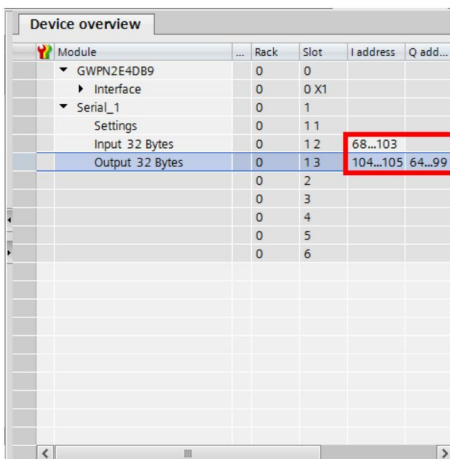 Device overview
Module ... Rack Slot I address Q add...
GWPN2E4DB9 0 0
Interface 0 0 X1
Serial_1 0 1
Settings 0 1 1
Input 32 Bytes 0 1 2 68...103
Output 32 Bytes 0 1 3 104...105 64...99
0 2
0 3
0 4
0 5
0 6